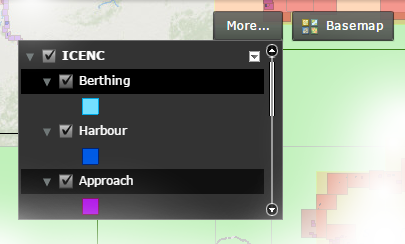 More... Basemap
ICENC
Berthing
Harbour
Approach